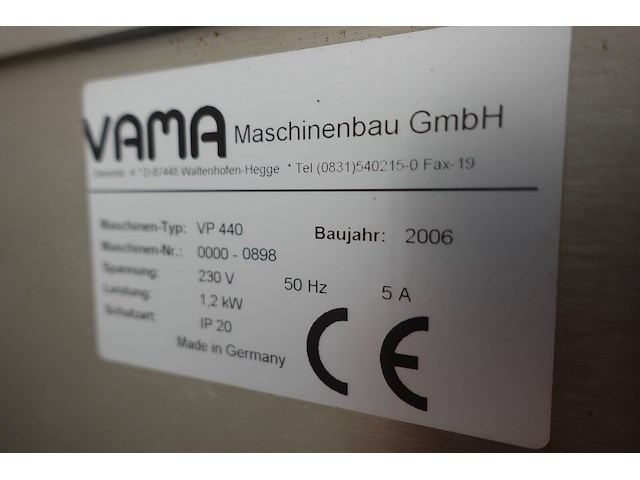 VAMA Maschinenbau GmbH
4 * D-87448 Waltenhofen-Hegge * Tel.(0831)540215-0 Fax-19
Maschinen-Typ: VP 440 Baujahr: 2006
Maschinen-Nr.: 0000 - 0898
Spannung: 230 V 50 Hz 5 A
Leistung: 1,2 kW
Schutzart: IP 20
Made in Germany CE